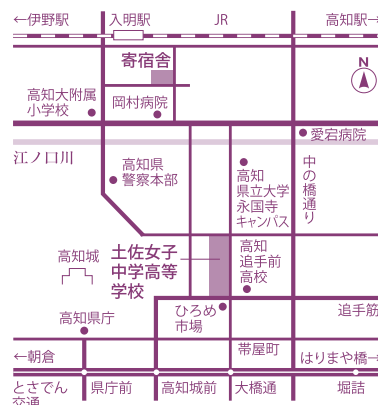 ←伊野駅
入明駅
JR
高知駅→
寄宿舎
N
高知大附属
小学校
岡村病院
愛宕病院
江ノ口川
高知県
警察本部
高知
県立大学
永国寺
キャンパス
中の橋通り
高知城
土佐女子
中学高等
学校
高知
追手前
高校
高知県庁
ひろめ
市場
追手筋
←朝倉
帯屋町
はりまや橋→
とさでん
交通
県庁前
高知城前
大橋通
堀詰